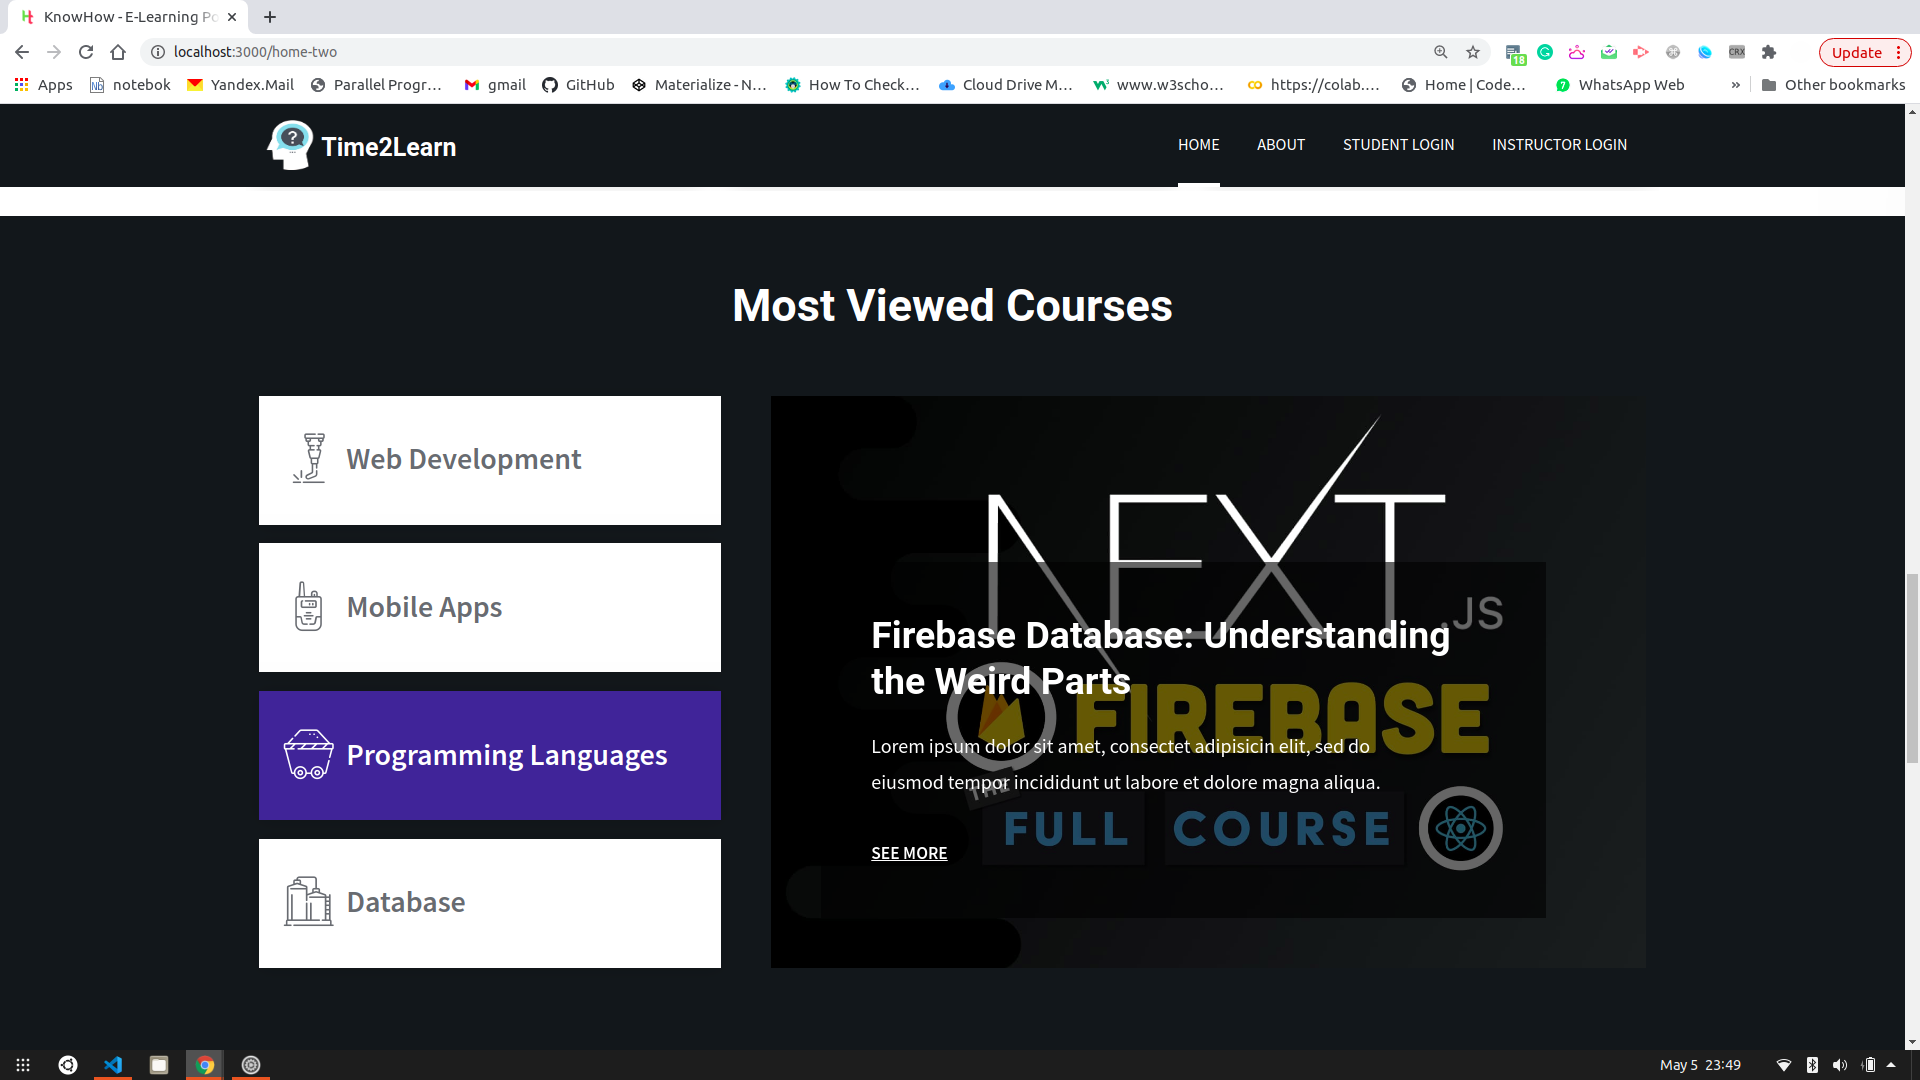 KnowHow - E-Learning Po
localhost:3000/home-two
18
CRX
Update
Apps
notebok
Yandex.Mail
Parallel Progr…
gmail
GitHub
Materialize - N…
How To Check…
Cloud Drive M…
www.w3scho…
https://colab.…
Home | Code…
7
WhatsApp Web
»
Other bookmarks
?
Time2Learn
HOME
ABOUT
STUDENT LOGIN
INSTRUCTOR LOGIN
Most Viewed Courses
Web Development
Mobile Apps
Programming Languages
Database
NEXT
.JS
Firebase Database: Understanding
the Weird Parts
FIREBASE
Lorem ipsum dolor sit amet, consectet adipisicin elit, sed do
eiusmod tempor incididunt ut labore et dolore magna aliqua.
THE
FULL COURSE
SEE MORE
May 5 23:49